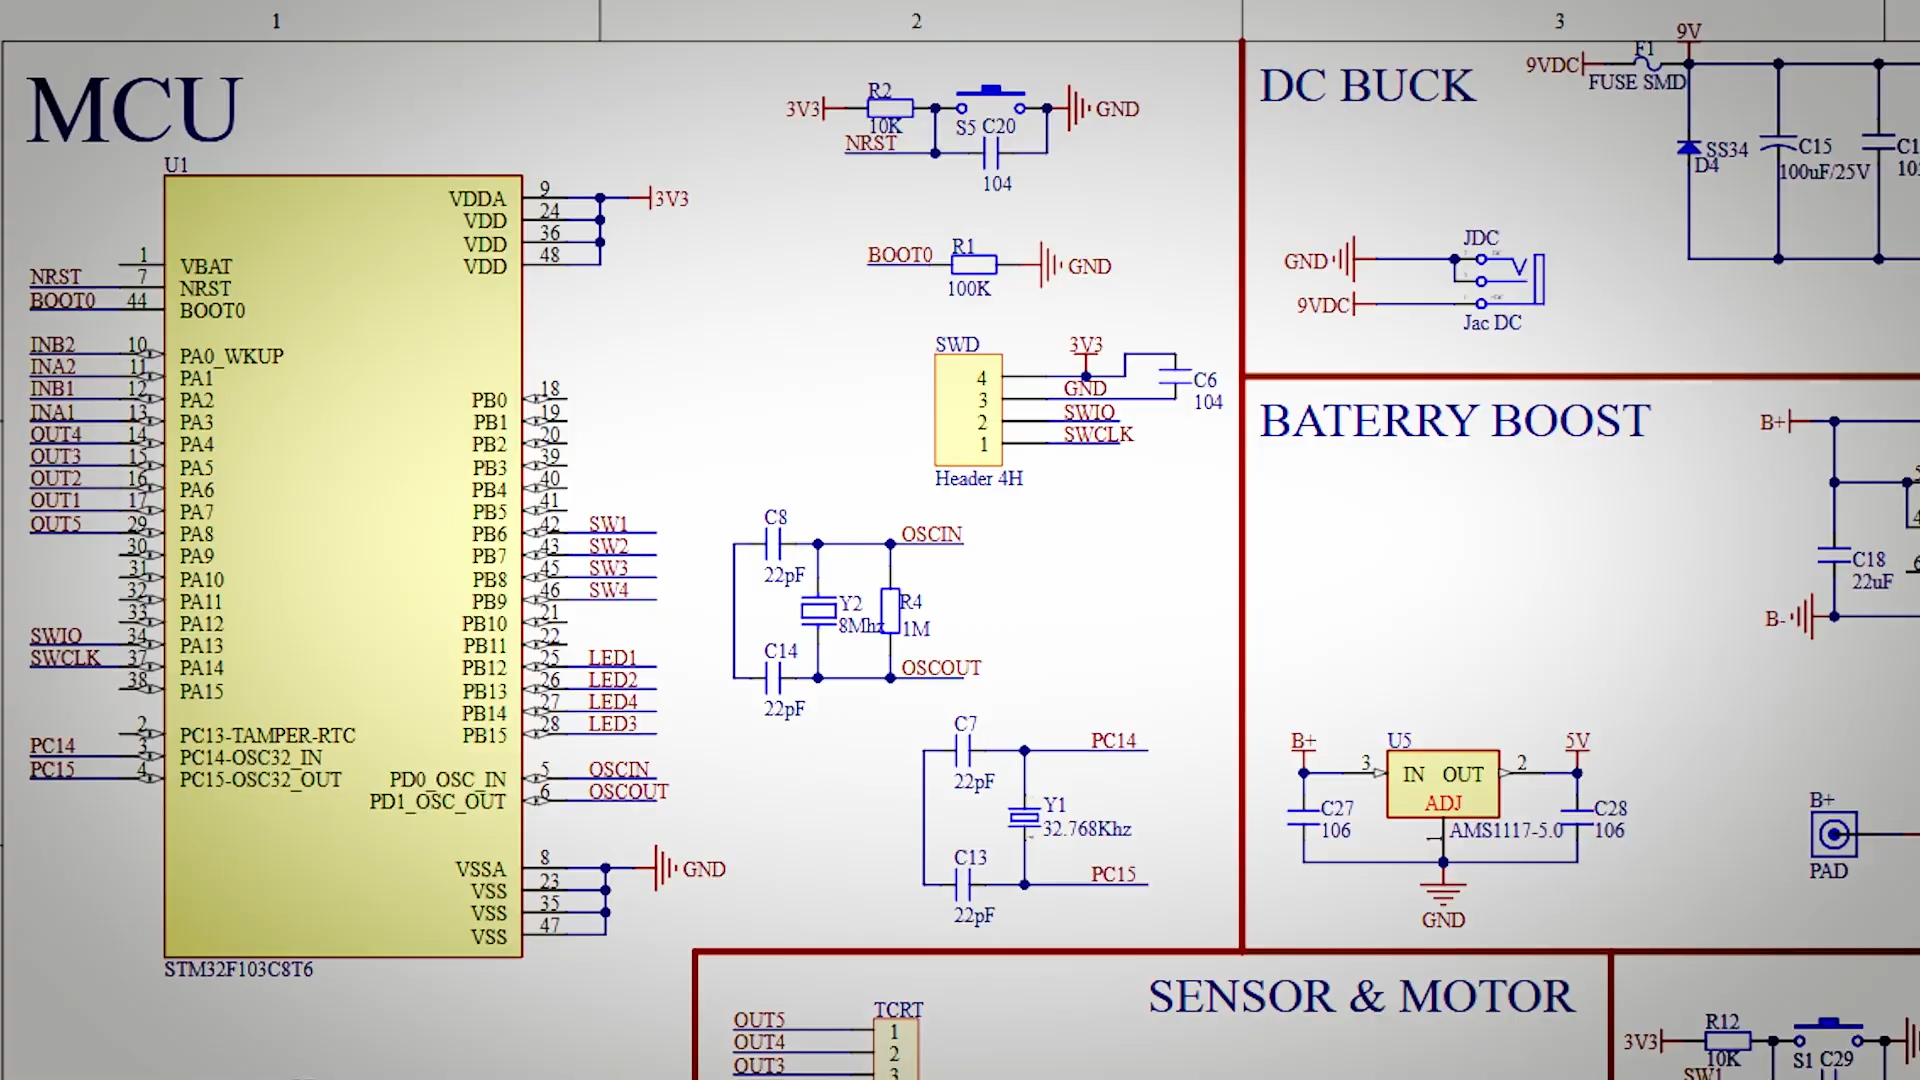 1
2
3
MCU
U1
VDDA 9
VDD 24
VDD 36
VDD 48
3V3
1 VBAT
NRST 7 NRST
BOOT0 44 BOOT0
INB2 10 PA0_WKUP
INA2 11 PA1
INB1 12 PA2
INA1 13 PA3
OUT4 14 PA4
OUT3 15 PA5
OUT2 16 PA6
OUT1 17 PA7
OUT5 29 PA8
30 PA9
31 PA10
32 PA11
33 PA12
SWIO 34 PA13
SWCLK 37 PA14
38 PA15
2 PC13-TAMPER-RTC
PC14 3 PC14-OSC32_IN
PC15 4 PC15-OSC32_OUT
PB0 18
PB1 19
PB2 20
PB3 39
PB4 40
PB5 41
PB6 42 SW1
PB7 43 SW2
PB8 45 SW3
PB9 46 SW4
PB10 21
PB11 22
PB12 25 LED1
PB13 26 LED2
PB14 27 LED4
PB15 28 LED3
PD0_OSC_IN 5 OSCIN
PD1_OSC_OUT 6 OSCOUT
VSSA 8
VSS 23
VSS 35
VSS 47
GND
STM32F103C8T6
3V3
R2
10K
NRST
S5 C20
104
GND
BOOT0 R1
100K
GND
SWD
3V3
4
3 GND
2 SWIO
1 SWCLK
C6
104
Header 4H
C8
22pF
OSCIN
Y2
8Mhz
R4
1M
C14
22pF
OSCOUT
C7
22pF
PC14
Y1
32.768Khz
C13
22pF
PC15
DC BUCK
9VDC
F1
FUSE SMD
9V
SS34
D4
C15
100uF/25V
JDC
GND
9VDC
Jac DC
BATERRY BOOST
B+
C18
22uF
B-
B+
U5
5V
3 IN OUT 2
ADJ
1
AMS1117-5.0
C27
106
C28
106
GND
B+
PAD
SENSOR & MOTOR
TCRT
OUT5 1
OUT4 2
OUT3 3
3V3
R12
10K
SW1
S1 C29